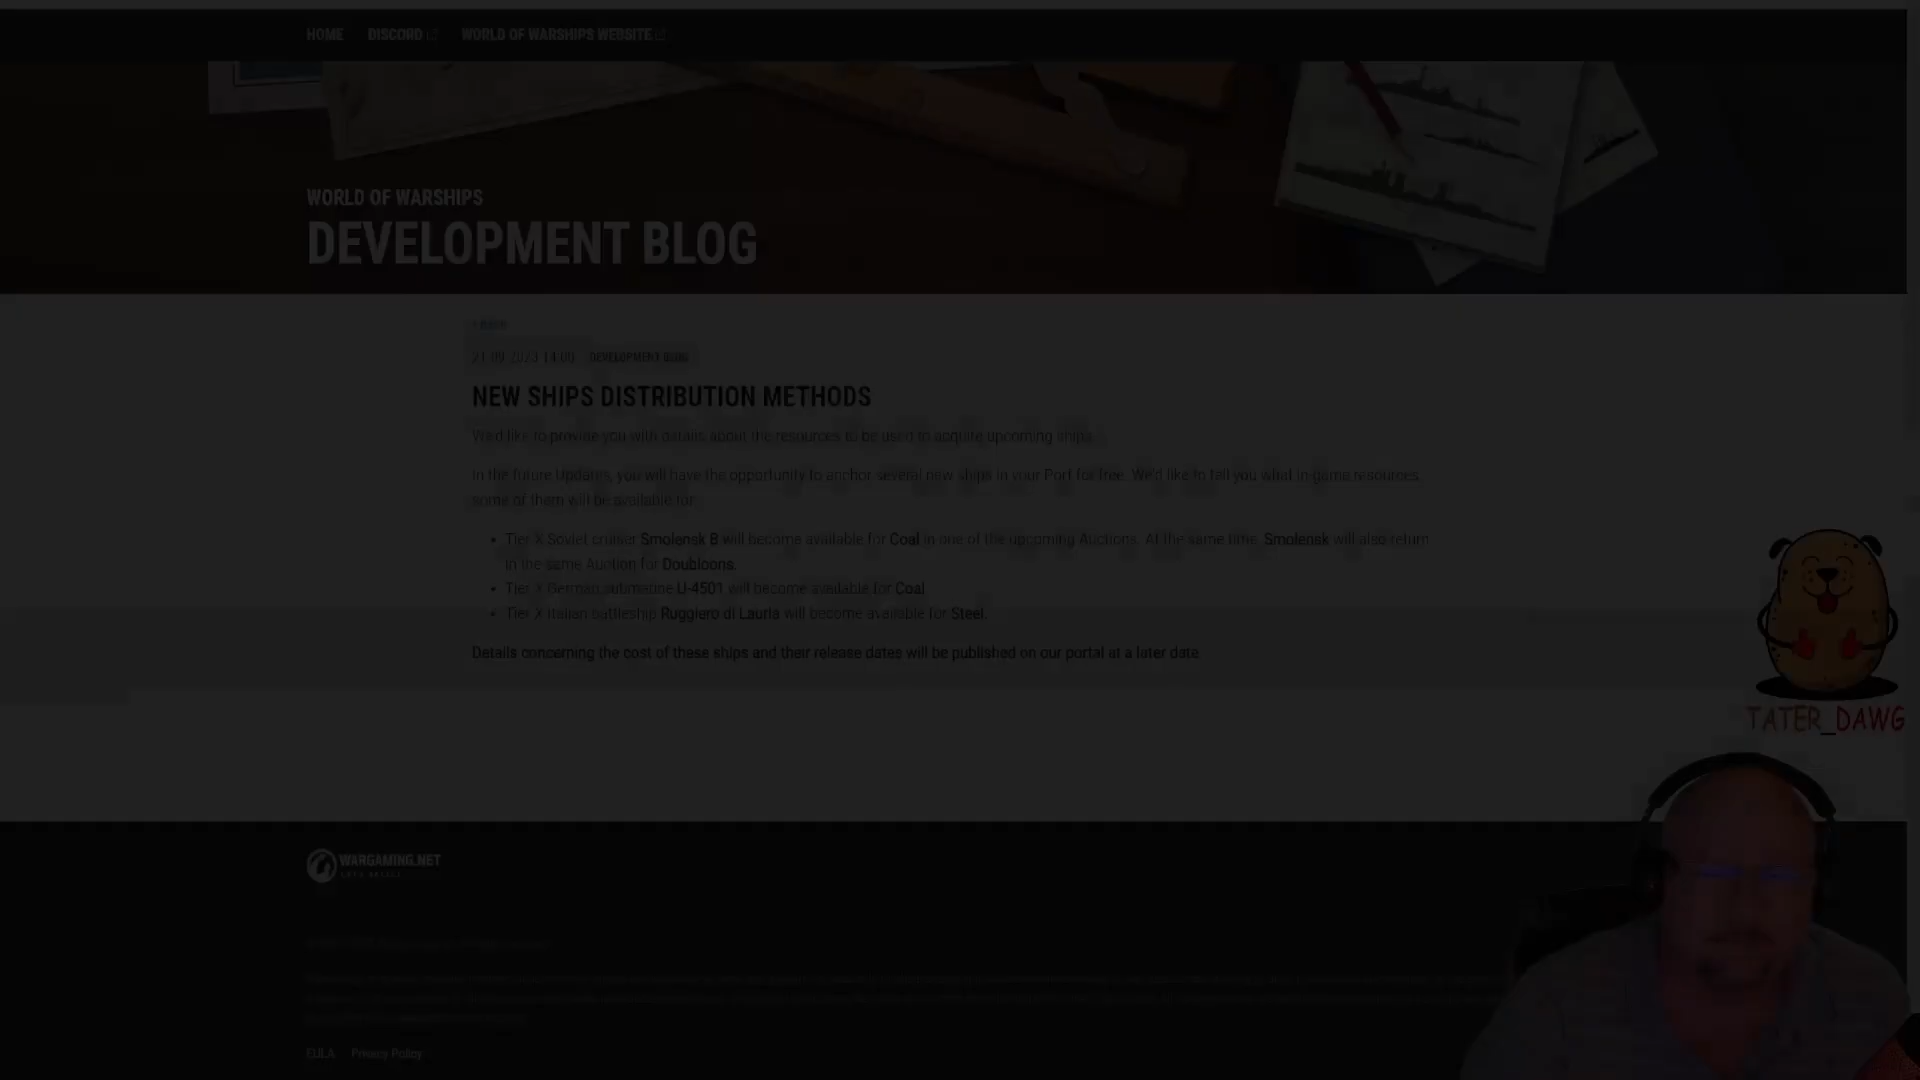 HOME DISCORD WORLD OF WARSHIPS WEBSITE
WORLD OF WARSHIPS
DEVELOPMENT BLOG
21.09.2023 14:00 DEVELOPMENT BLOG
NEW SHIPS DISTRIBUTION METHODS
We'd like to provide you with details about the resources to be used to acquire upcoming ships.
In the future Updates, you will have the opportunity to anchor several new ships in your Port for free. We'd like to tell you what in-game resources
some of them will be available for:
• Tier X Soviet cruiser Smolensk B will become available for Coal in one of the upcoming Auctions. At the same time, Smolensk will also return
in the same Auction for Doubloons.
• Tier X German submarine U-4501 will become available for Coal.
• Tier X Italian battleship Ruggiero di Lauria will become available for Steel.
Details concerning the cost of these ships and their release dates will be published on our portal at a later date.
TATER_DAWG
WARGAMING.NET
EULA Privacy Policy